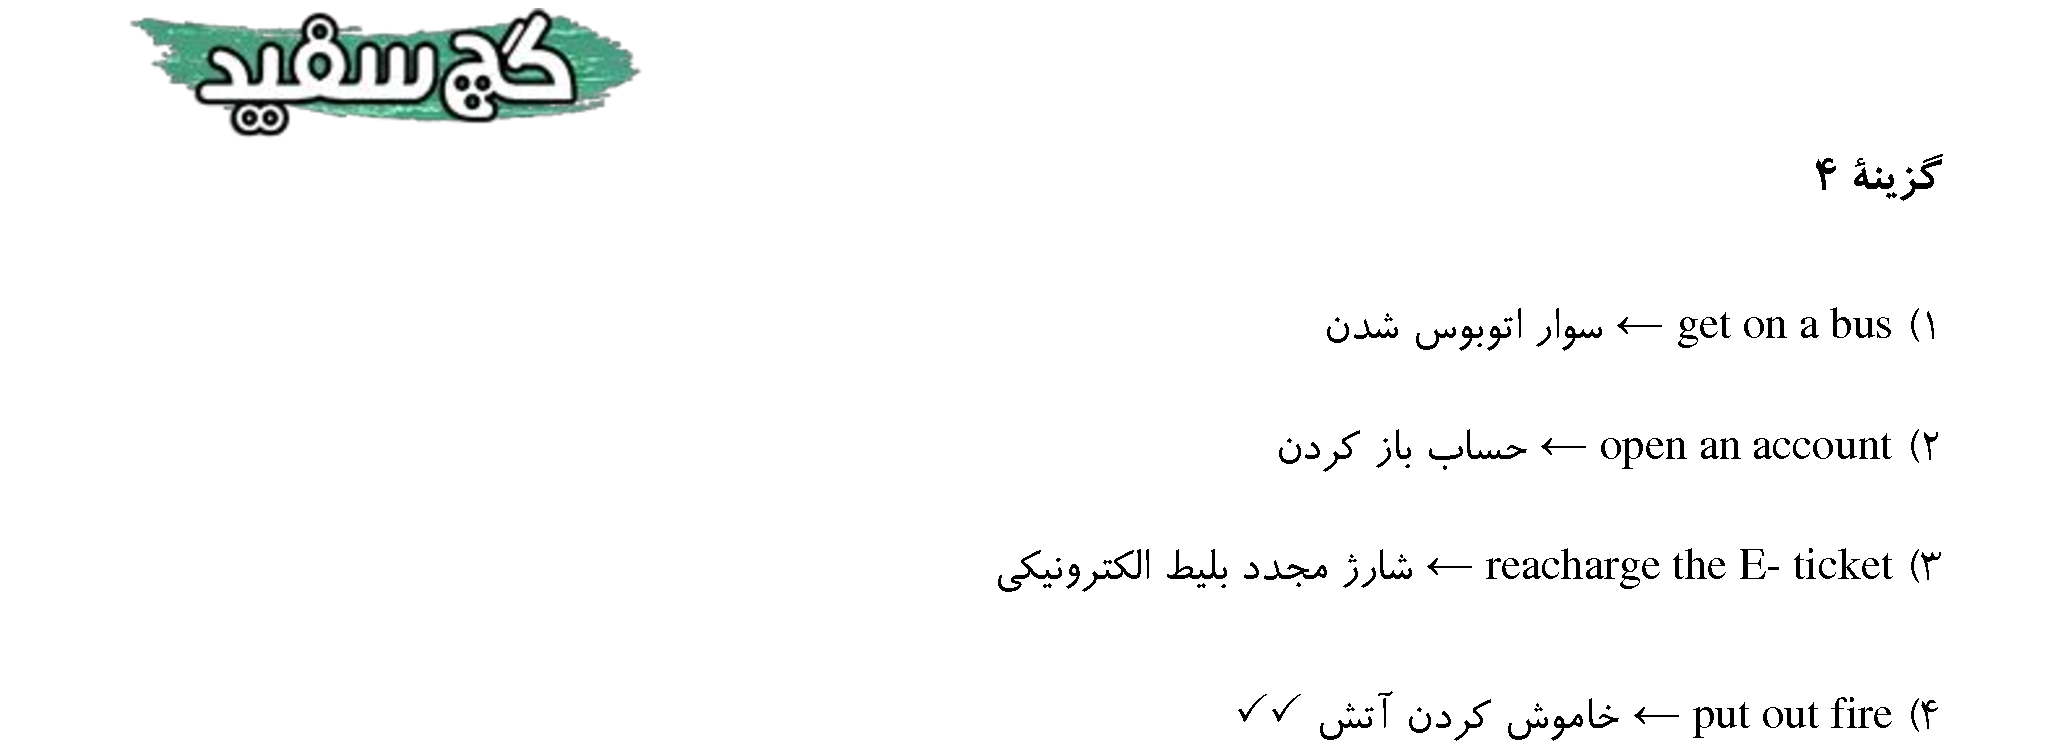 گچ سفید
گزینهٔ ۴
۱) get on a bus ← سوار اتوبوس شدن
۲) open an account ← حساب باز کردن
۳) reacharge the E- ticket ← شارژ مجدد بلیط الکترونیکی
۴) put out fire ← خاموش کردن آتش ✓✓